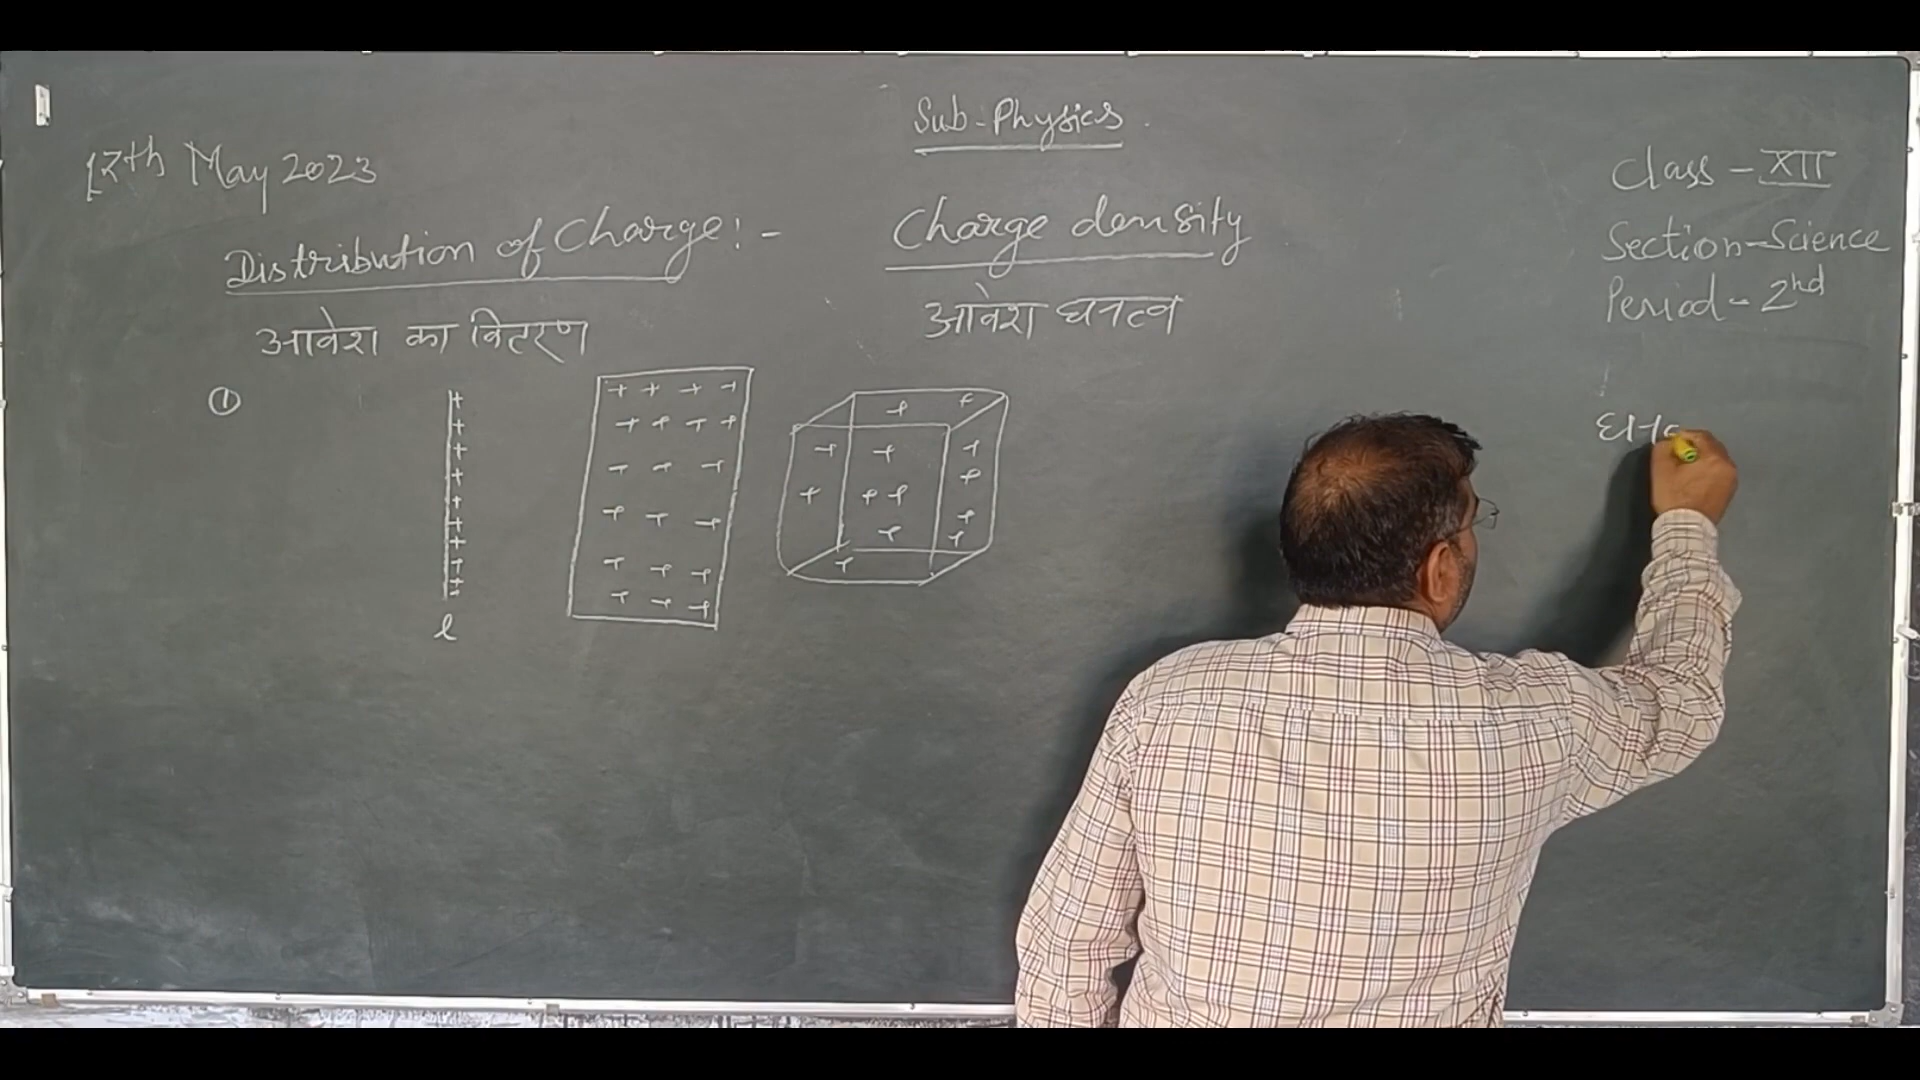 Sub-Physics
17th May 2023
Class - XII
Distribution of Charge:-
Charge density
Section-Science
आवेश का वितरण
आवेश घनत्व
Period - 2nd
①
घन
l